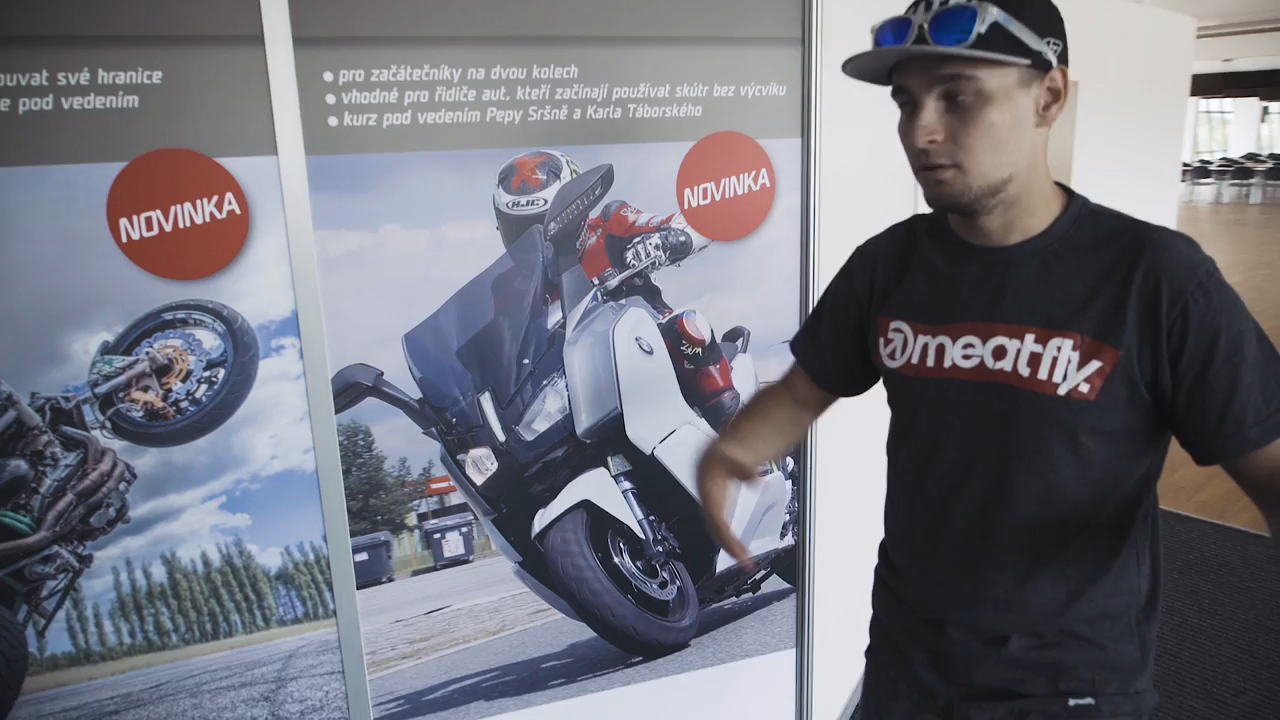 ouvat své hranice
e pod vedením
NOVINKA
pro začátečníky na dvou kolech
vhodné pro řidiče aut, kteří začínají používat skútr bez výcviku
kurz pod vedením Pepy Sršně a Karla Táborského
NOVINKA
HJC
meatfly.